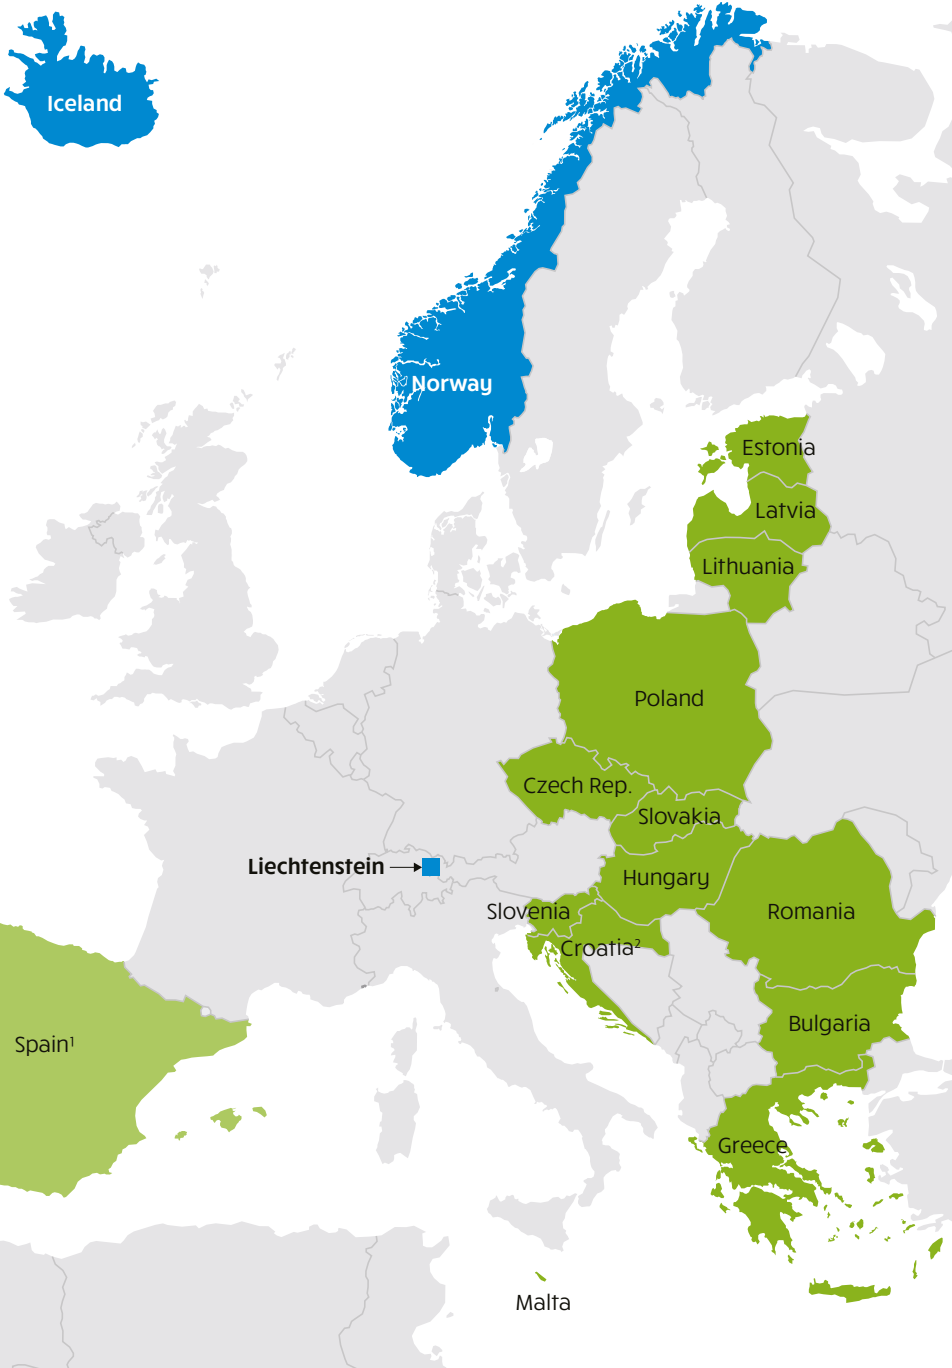 Iceland
Norway
Estonia
Latvia
Lithuania
Poland
Czech Rep.
Slovakia
Liechtenstein
Hungary
Slovenia
Romania
Croatia²
Bulgaria
Spain¹
Greece
Malta